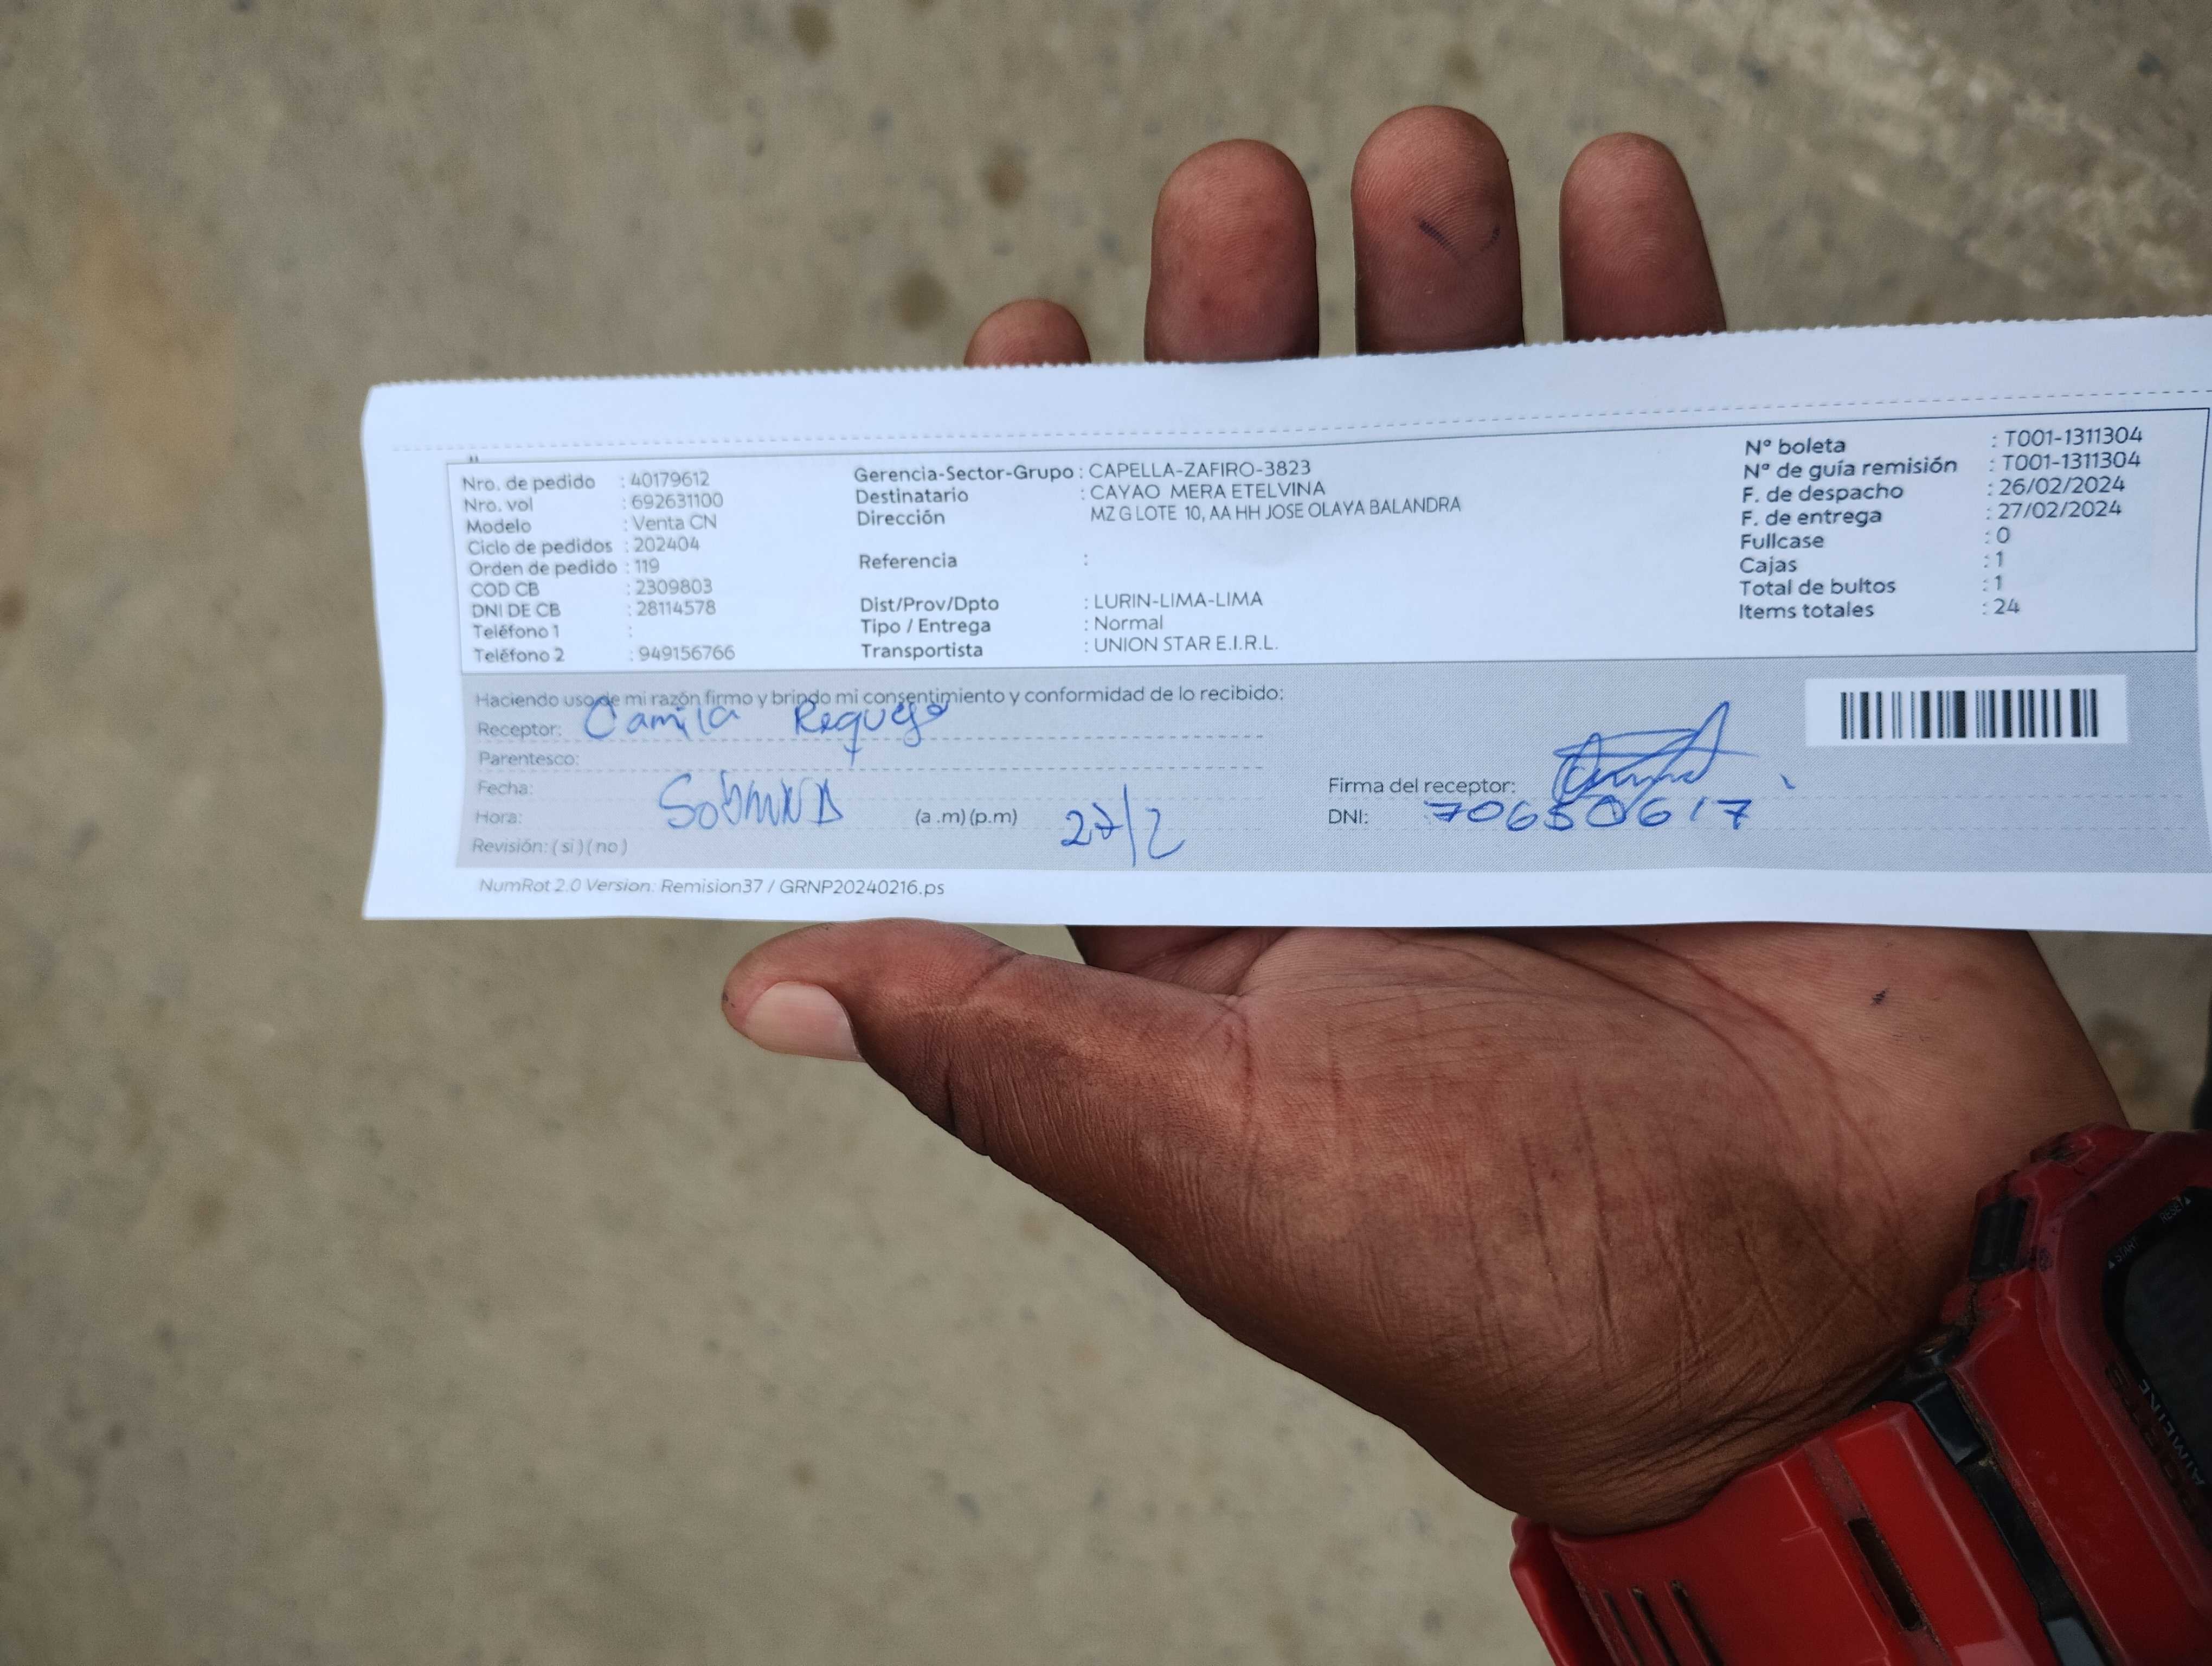 Nro. de pedido : 40179612
Nro. vol : 692631100
Modelo : Venta CN
Ciclo de pedidos : 202404
Orden de pedido : 119
COD CB : 2309803
DNI DE CB : 28114578
Teléfono 1 :
Teléfono 2 : 949156766
Gerencia-Sector-Grupo : CAPELLA-ZAFIRO-3823
Destinatario : CAYAO MERA ETELVINA
Dirección MZ G LOTE 10, AA HH JOSE OLAYA BALANDRA
Referencia :
Dist/Prov/Dpto : LURIN-LIMA-LIMA
Tipo / Entrega : Normal
Transportista : UNION STAR E.I.R.L.
Nº boleta : T001-1311304
Nº de guía remisión : T001-1311304
F. de despacho : 26/02/2024
F. de entrega : 27/02/2024
Fullcase : 0
Cajas : 1
Total de bultos : 1
Items totales : 24
Haciendo uso de mi razón firmo y brindo mi consentimiento y conformidad de lo recibido:
Receptor: Camila Requejo
Parentesco:
Fecha:
Hora: SOBRINA (a .m) (p.m) 27/2
Revisión: ( si ) ( no )
Firma del receptor:
DNI: 70650617
NumRot 2.0 Version: Remision37 / GRNP20240216.ps
START
RESET